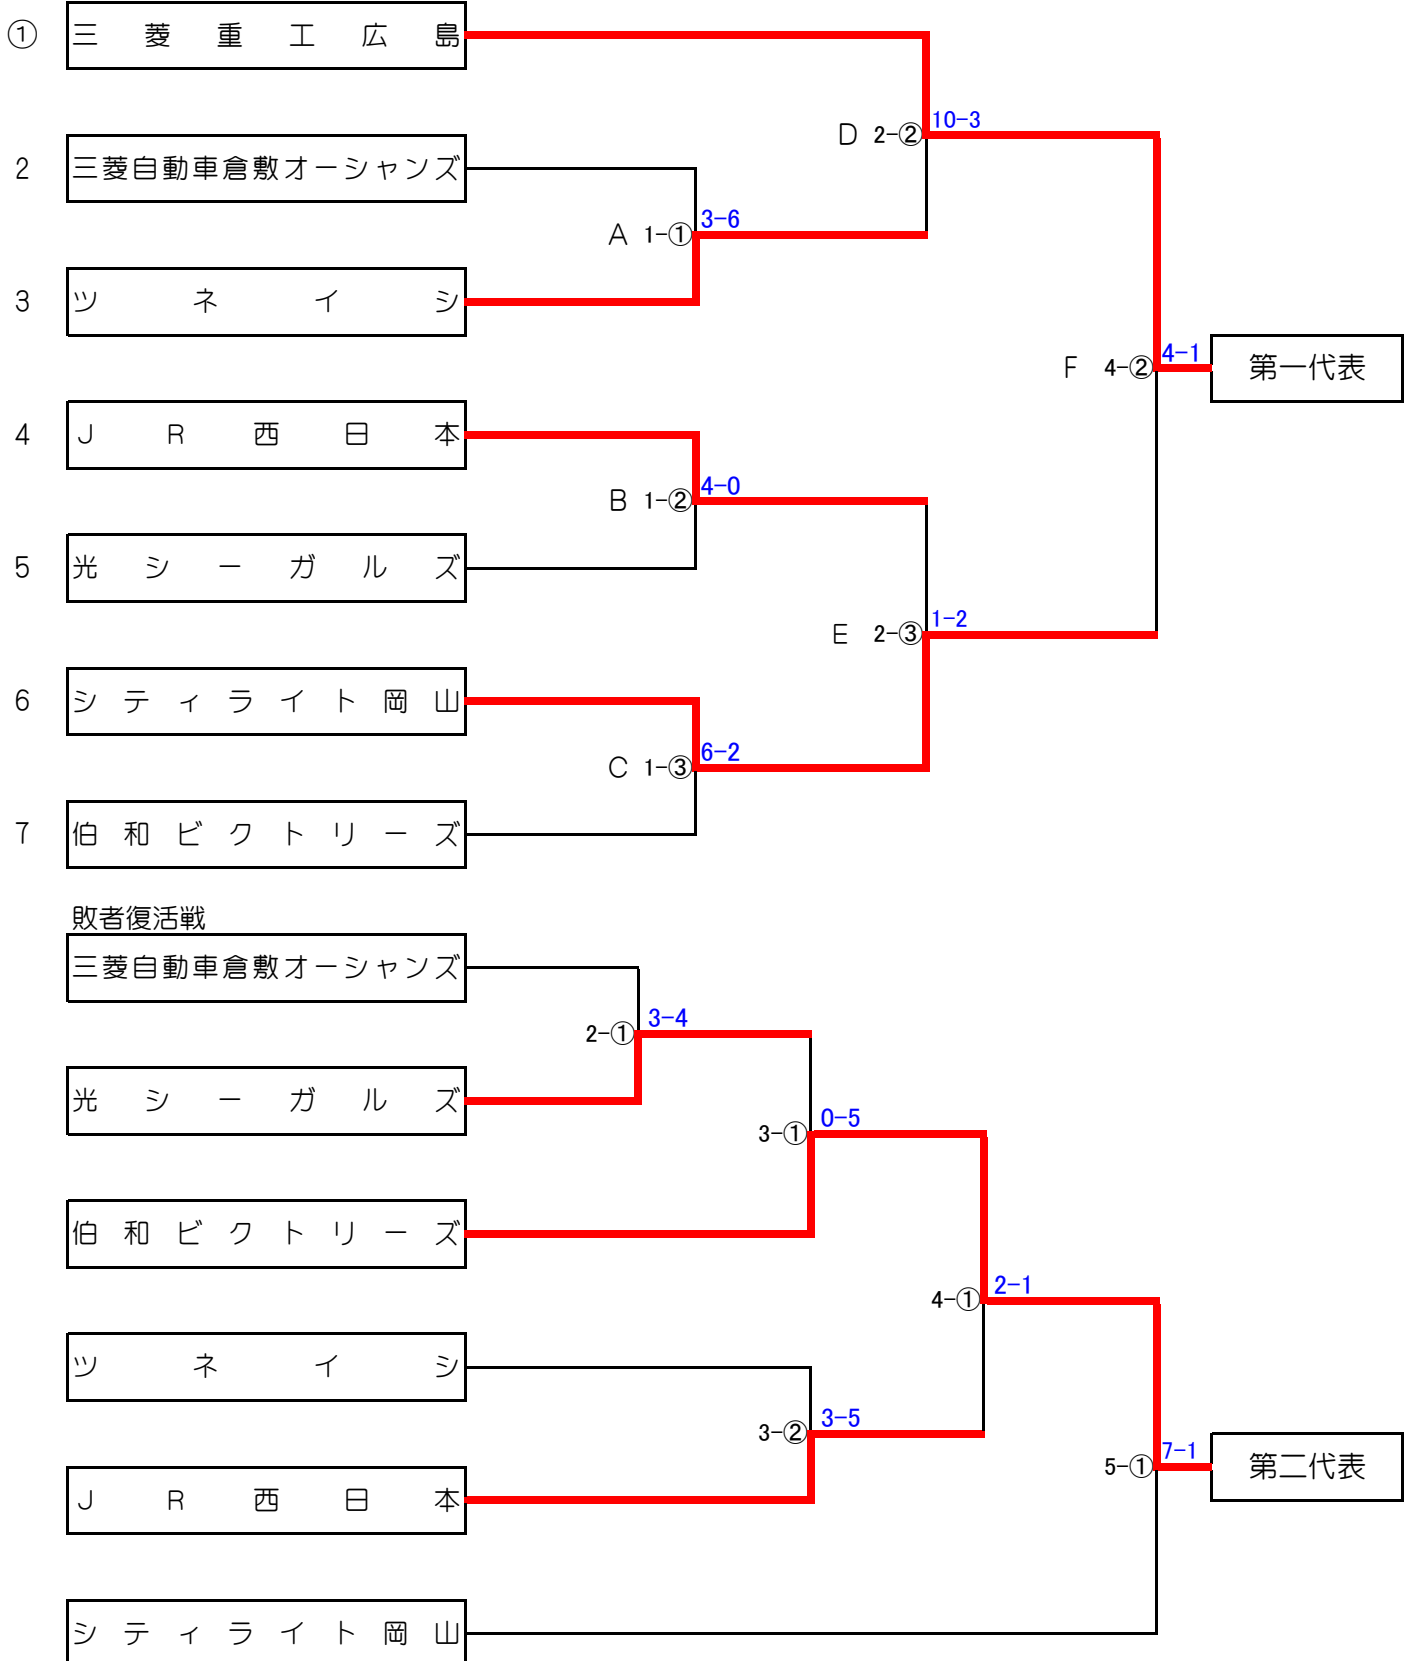 ① 三菱重工広島
10-3
D 2-②
2 三菱自動車倉敷オーシャンズ
3-6
A 1-①
3 ツネイシ
4-1
F 4-② 第一代表
4 JR西日本
4-0
B 1-②
5 光シーガルズ
1-2
E 2-③
6 シティライト岡山
6-2
C 1-③
7 伯和ビクトリーズ
敗者復活戦
三菱自動車倉敷オーシャンズ
3-4
2-①
光シーガルズ
0-5
3-①
伯和ビクトリーズ
2-1
4-①
ツネイシ
3-5
3-②
7-1
5-① 第二代表
JR西日本
シティライト岡山